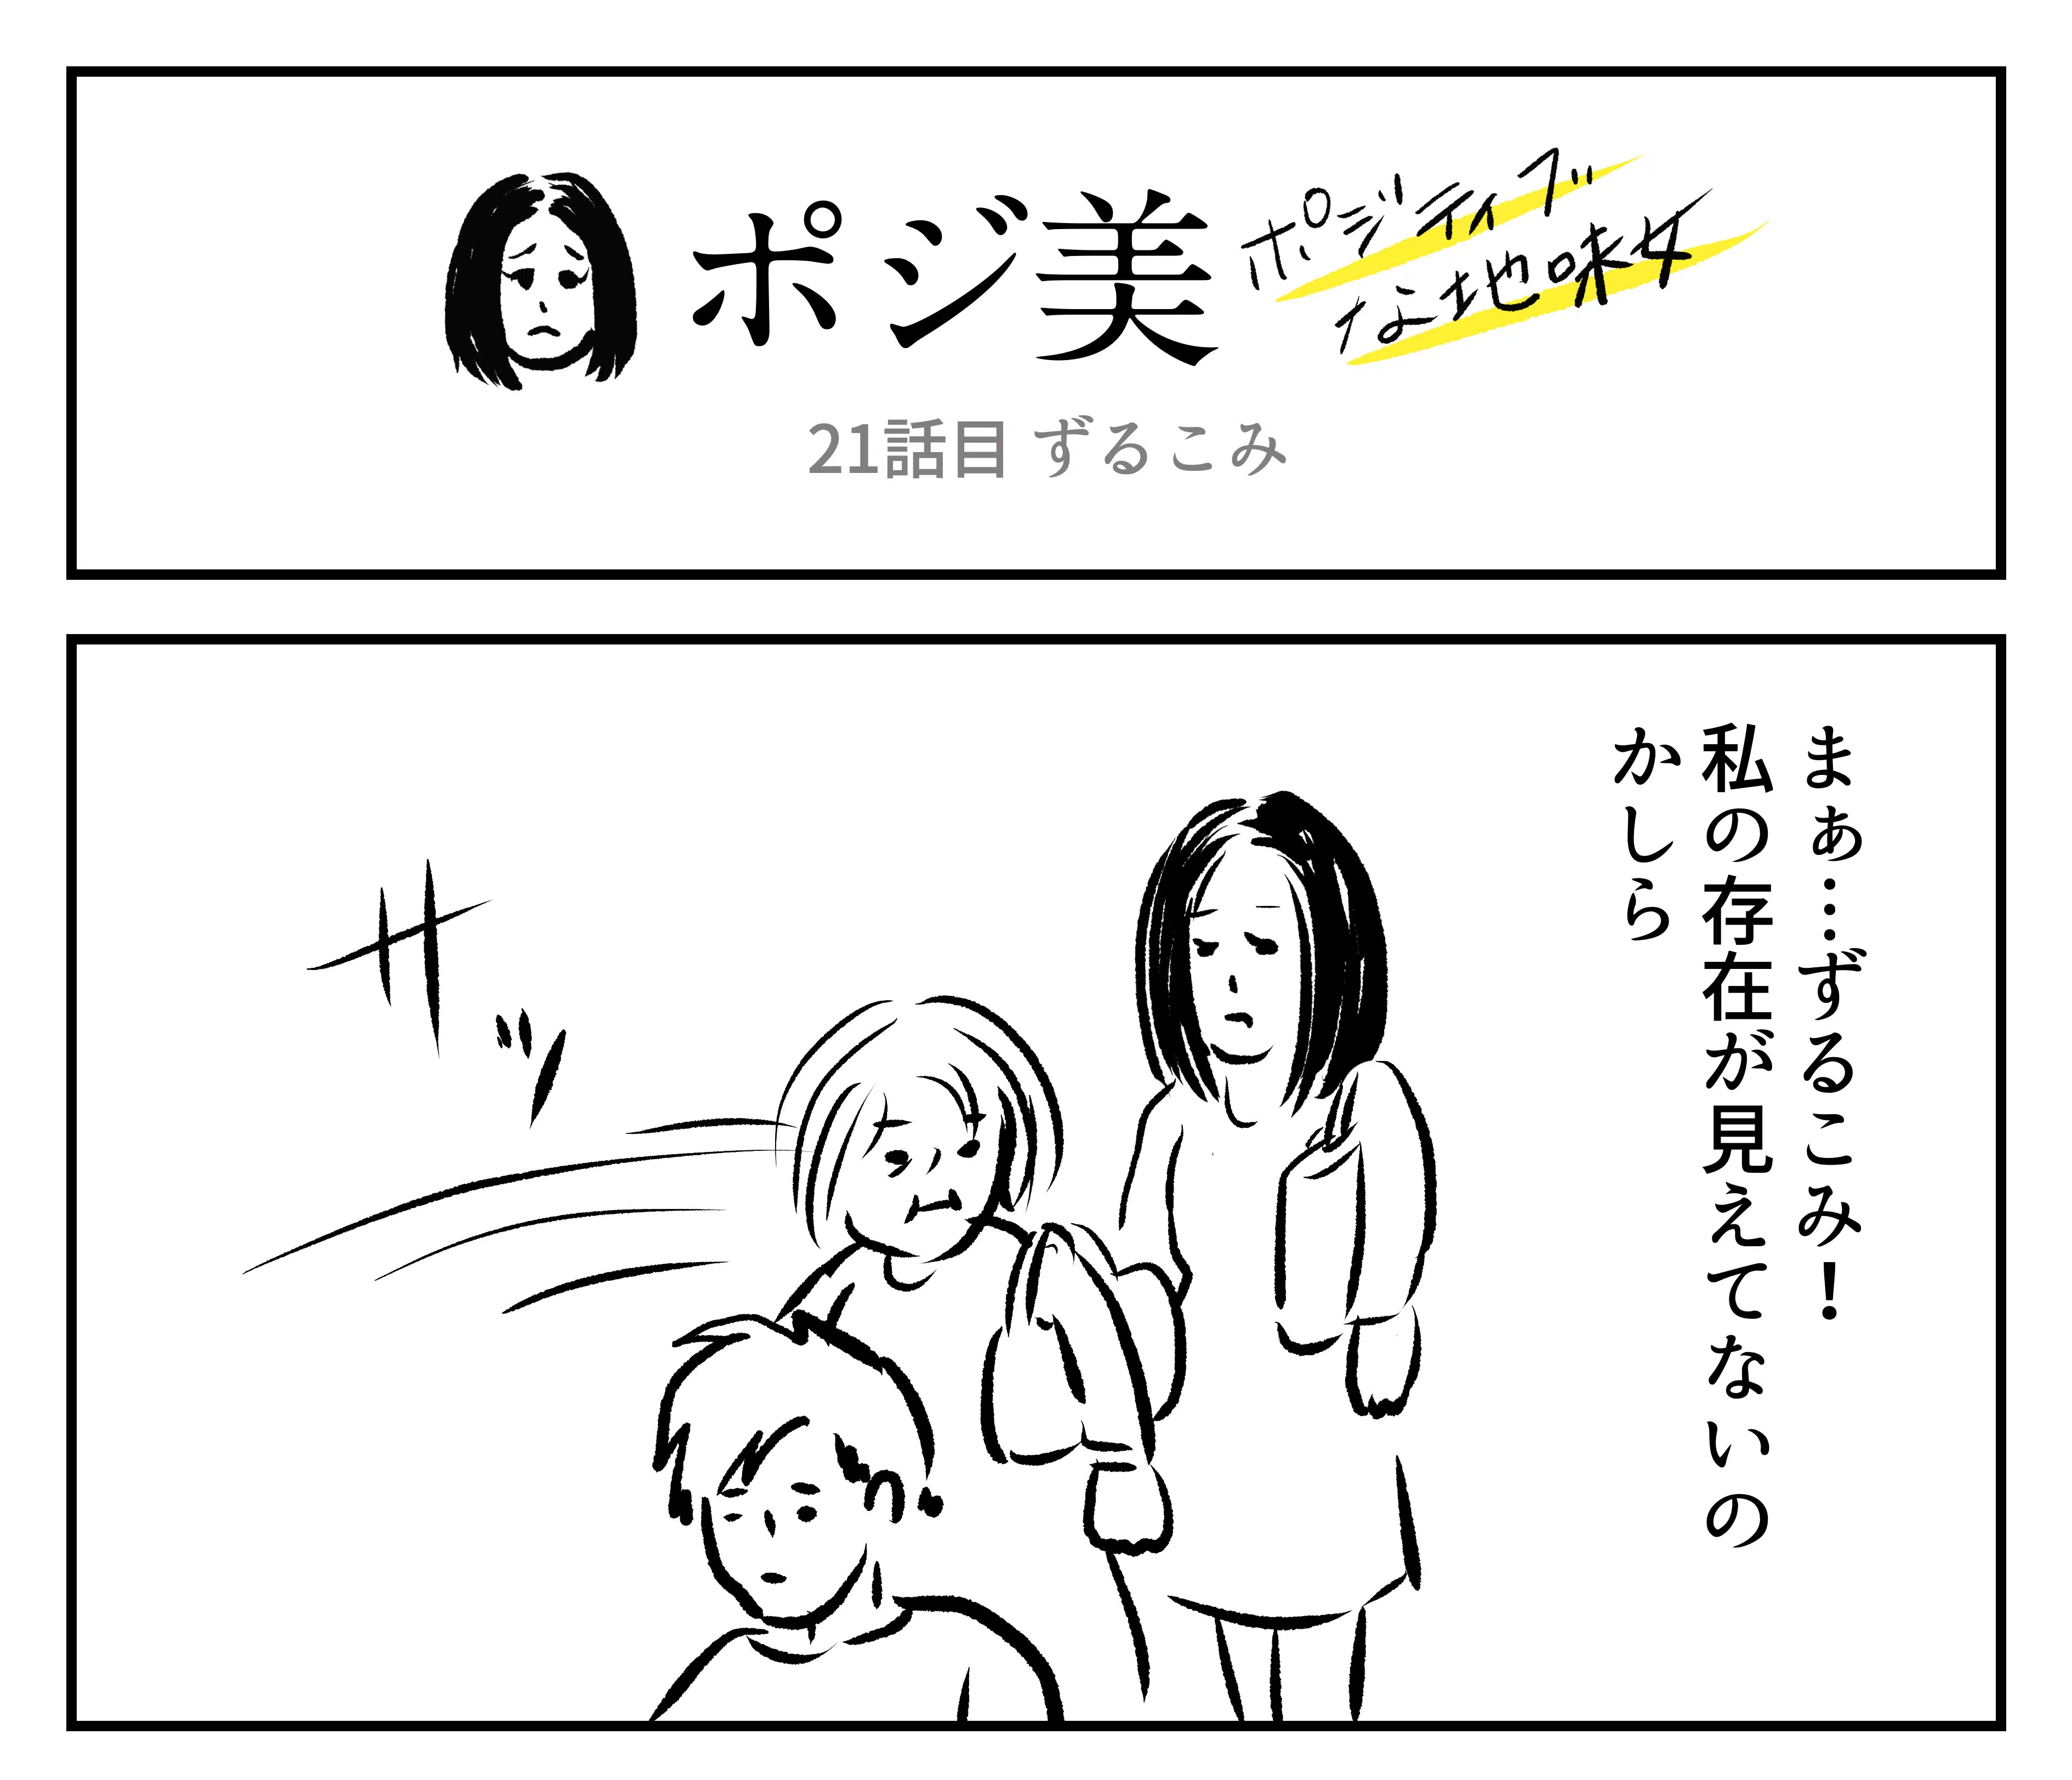 ポジ美
ポジティブ
な地味女
21話目 ずるこみ
まぁ…ずるこみ！
私の存在が見えてないの
かしら
サッ